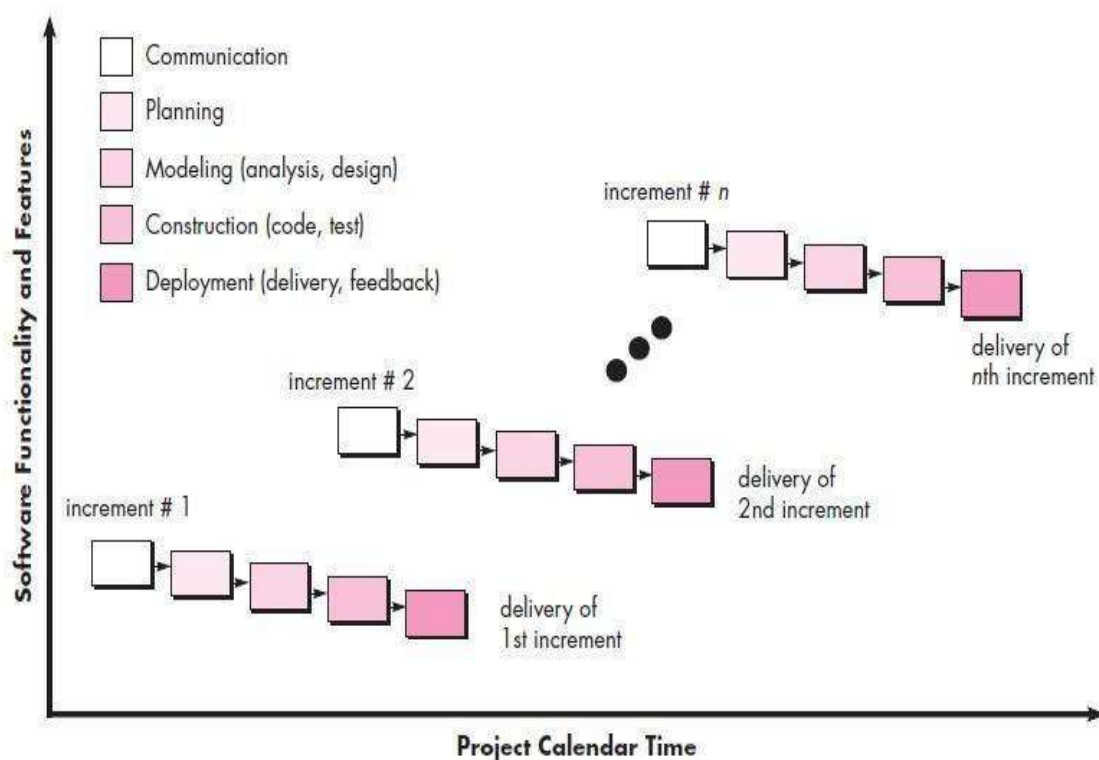 Software Functionality and Features
Communication
Planning
Modeling (analysis, design)
Construction (code, test)
Deployment (delivery, feedback)
increment # n
delivery of
nth increment
increment # 2
delivery of
2nd increment
increment # 1
delivery of
1st increment
Project Calendar Time